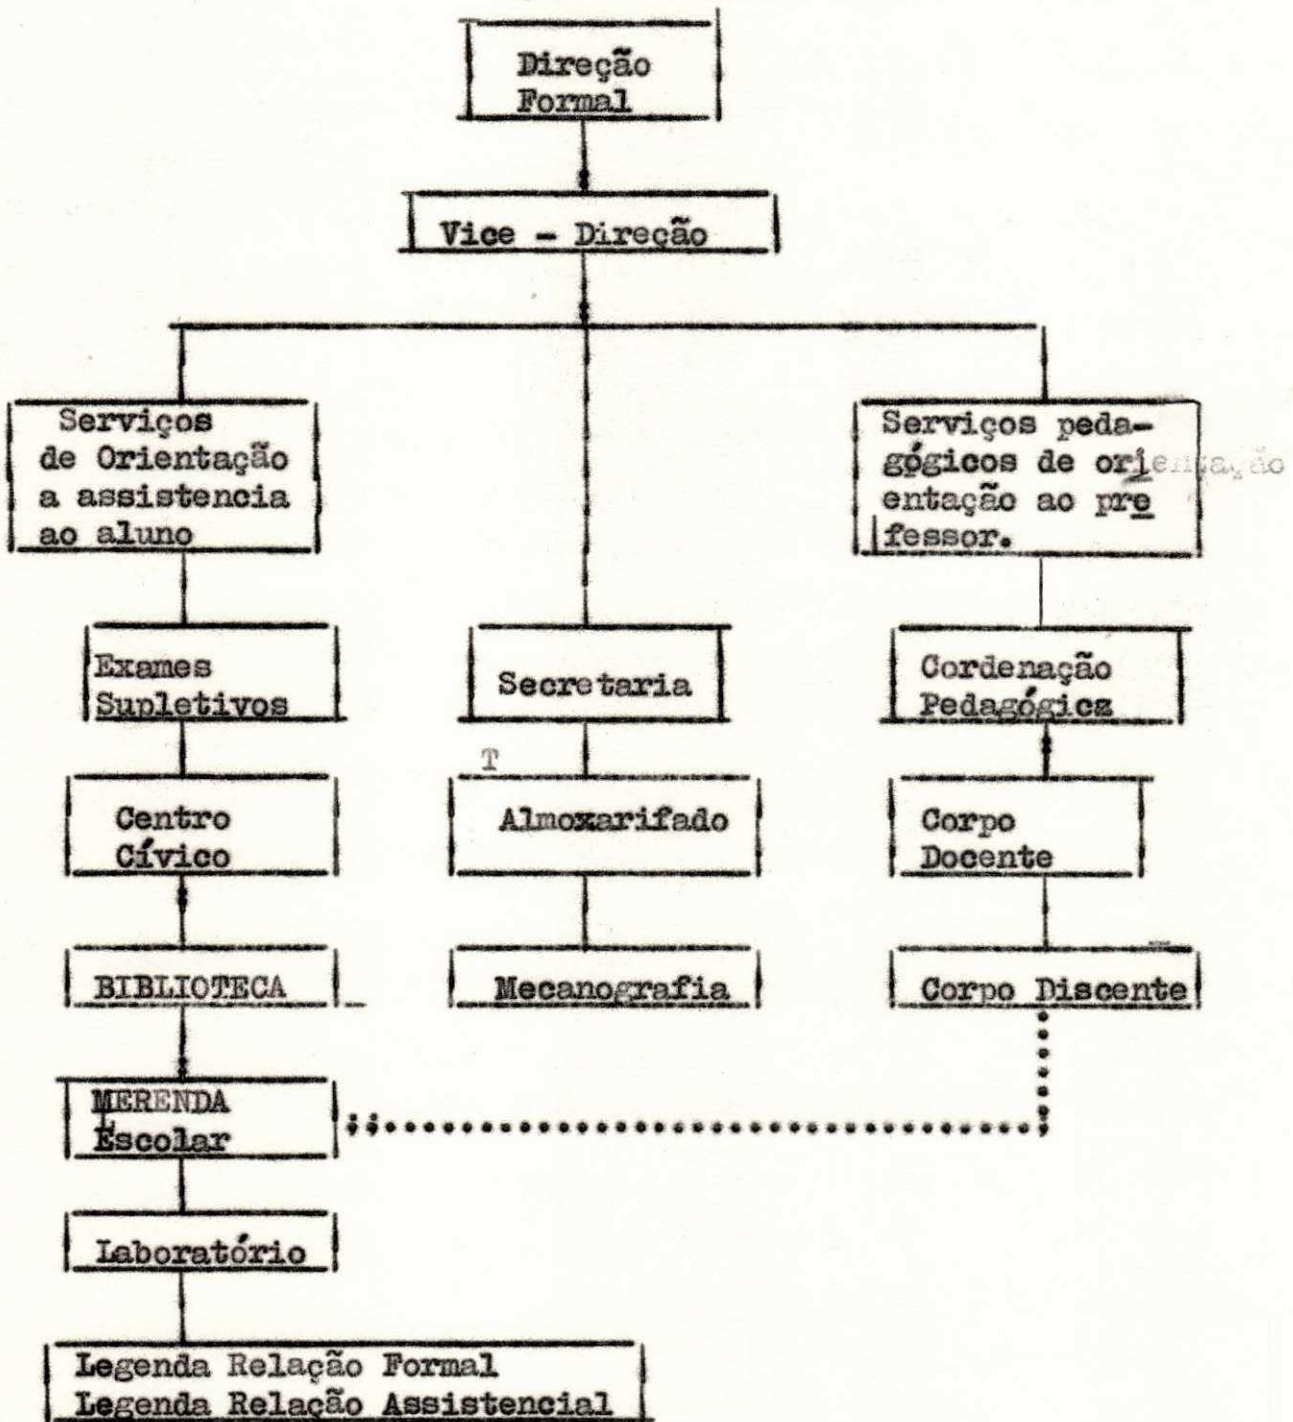 Direção
Formal
Vice - Direção
Serviços
de Orientação
a assistencia
ao aluno
Serviços peda-
gógicos de orientação
entação ao pre
fessor.
Exames
Supletivos
Secretaria
Cordenação
Pedagógica
T
Centro
Cívico
Almoxarifado
Corpo
Docente
BIBLIOTECA
Mecanografia
Corpo Discente
MERENDA
Escolar
Laboratório
Legenda Relação Formal
Legenda Relação Assistencial